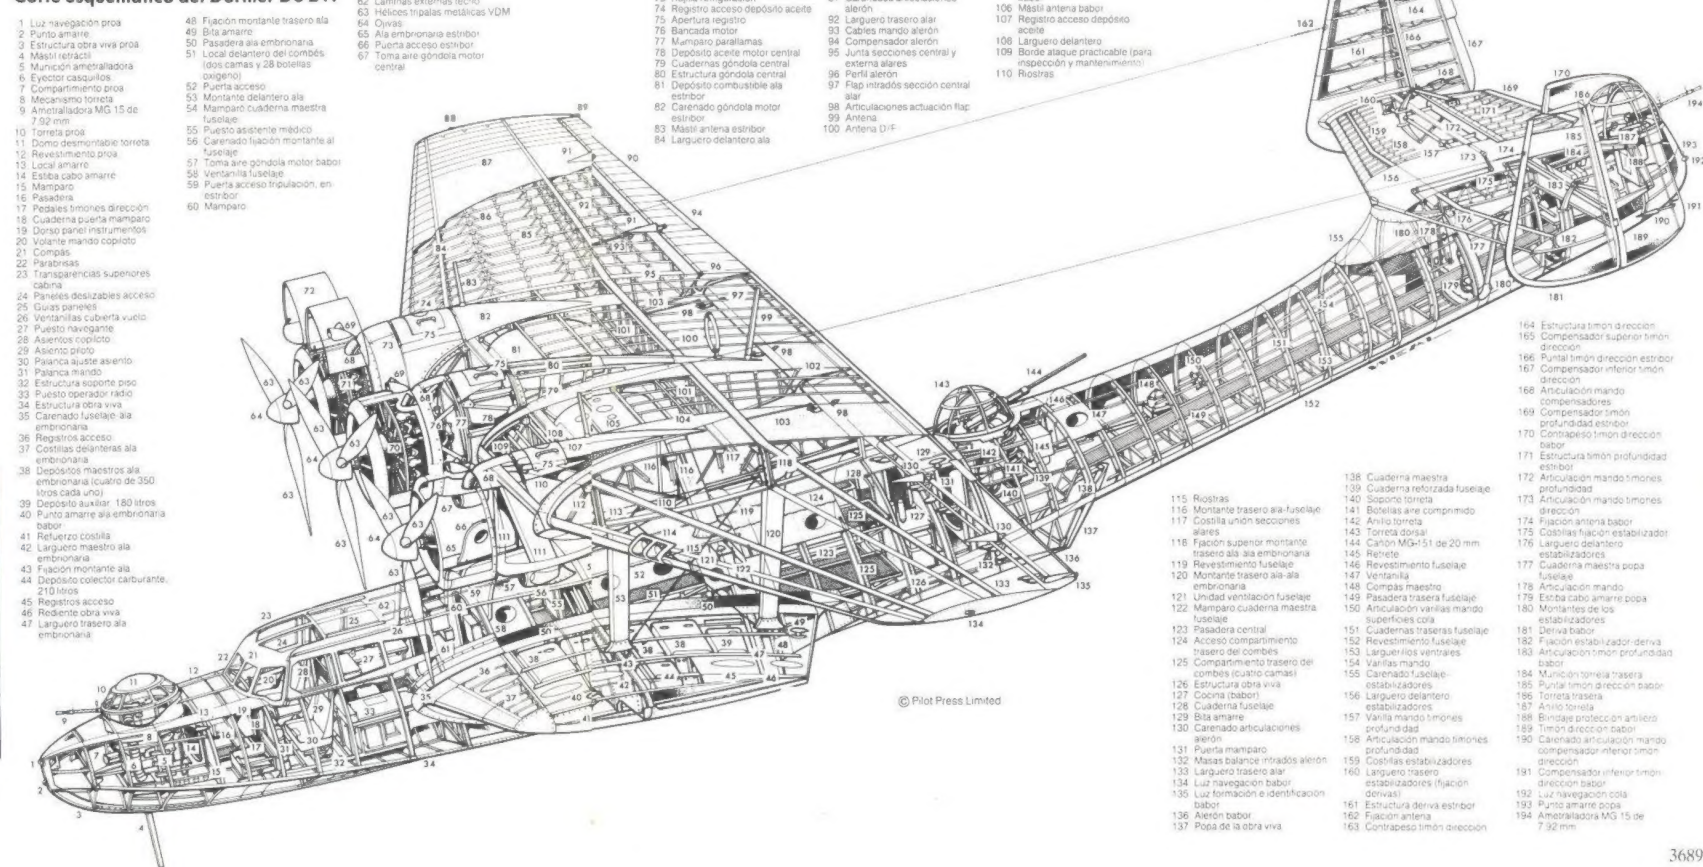 1 Luz navegación proa
2 Punto amarre
3 Estructura obra viva proa
4 Mástil retráctil
5 Munición ametralladora
6 Eyector casquillos
7 Compartimiento proa
8 Mecanismo torreta
9 Ametralladora MG 15 de
7,92 mm
10 Torreta proa
11 Domo desmontable torreta
12 Revestimiento proa
13 Local amarre
14 Estiba cabo amarre
15 Mamparo
16 Pasadera
17 Pedales timones dirección
18 Cuaderna puerta mamparo
19 Dorso panel instrumentos
20 Volante mando copiloto
21 Compás
22 Parabrisas
23 Transparencias superiores
cabina
24 Paneles deslizables acceso
25 Guías paneles
26 Ventanillas cubierta vuelo
27 Puesto navegante
28 Asientos copiloto
29 Asiento piloto
30 Palanca ajuste asiento
31 Palanca mando
32 Estructura soporte piso
33 Puesto operador radio
34 Estructura obra viva
35 Carenado fuselaje-ala
embrionaria
36 Registros acceso
37 Costillas delanteras ala
embrionaria
38 Depósitos maestros ala
embrionaria (cuatro de 350
litros cada uno)
39 Depósito auxiliar, 180 litros
40 Punto amarre ala embrionaria
babor
41 Refuerzo costilla
42 Larguero maestro ala
embrionaria
43 Fijación montante ala
44 Depósito colector carburante,
210 litros
45 Registros acceso
46 Rediente obra viva
47 Larguero trasero ala
embrionaria
48 Fijación montante trasero ala
49 Bita amarre
50 Pasadera ala embrionaria
51 Local delantero del combés
(dos camas y 28 botellas
oxígeno)
52 Puerta acceso
53 Montante delantero ala
54 Mamparo cuaderna maestra
fuselaje
55 Puesto asistente médico
56 Carenado fijación montante al
fuselaje
57 Toma aire góndola motor babor
58 Ventanilla fuselaje
59 Puerta acceso tripulación, en
estribor
60 Mamparo
62 Láminas externas techo
63 Hélices tripalas metálicas VDM
64 Ojivas
65 Ala embrionaria estribor
66 Puerta acceso estribor
67 Toma aire góndola motor
central
74 Registro acceso depósito aceite
75 Apertura registro
76 Bancada motor
77 Mamparo parallamas
78 Depósito aceite motor central
79 Cuadernas góndola central
80 Estructura góndola central
81 Depósito combustible ala
estribor
82 Carenado góndola motor
estribor
83 Mástil antena estribor
84 Larguero delantero ala
alerón
92 Larguero trasero alar
93 Cables mando alerón
94 Compensador alerón
95 Junta secciones central y
externa alares
96 Perfil alerón
97 Flap intradós sección central
alar
98 Articulaciones actuación flap
99 Antena
100 Antena D/F
106 Mástil antena babor
107 Registro acceso depósito
aceite
108 Larguero delantero
109 Borde ataque practicable (para
inspección y mantenimiento)
110 Riostras
115 Riostras
116 Montante trasero ala-fuselaje
117 Costilla unión secciones
alares
118 Fijación superior montante
trasero ala-ala embrionaria
119 Revestimiento fuselaje
120 Montante trasero ala-ala
embrionaria
121 Unidad ventilación fuselaje
122 Mamparo cuaderna maestra
fuselaje
123 Pasadera central
124 Acceso compartimiento
trasero del combés
125 Compartimiento trasero del
combés (cuatro camas)
126 Estructura obra viva
127 Cocina (babor)
128 Cuaderna fuselaje
129 Bita amarre
130 Carenado articulaciones
alerón
131 Puerta mamparo
132 Masas balance intradós alerón
133 Larguero trasero alar
134 Luz navegación babor
135 Luz formación e identificación
babor
136 Alerón babor
137 Popa de la obra viva
138 Cuaderna maestra
139 Cuaderna reforzada fuselaje
140 Soporte torreta
141 Botellas aire comprimido
142 Anillo torreta
143 Torreta dorsal
144 Cañón MG-151 de 20 mm
145 Retrete
146 Revestimiento fuselaje
147 Ventanilla
148 Compás maestro
149 Pasadera trasera fuselaje
150 Articulación varillas mando
superficies cola
151 Cuadernas traseras fuselaje
152 Revestimiento fuselaje
153 Larguerillos ventrales
154 Varillas mando
155 Carenado fuselaje-
estabilizadores
156 Larguero delantero
estabilizadores
157 Varilla mando timones
profundidad
158 Articulación mando timones
profundidad
159 Costillas estabilizadores
160 Larguero trasero
estabilizadores (fijación
derivas)
161 Estructura deriva estribor
162 Fijación antena
163 Contrapeso timón dirección
164 Estructura timón dirección
165 Compensador superior timón
dirección
166 Puntal timón dirección estribor
167 Compensador inferior timón
dirección
168 Articulación mando
compensadores
169 Compensador timón
profundidad estribor
170 Contrapeso timón dirección
babor
171 Estructura timón profundidad
estribor
172 Articulación mando timones
profundidad
173 Articulación mando timones
dirección
174 Fijación antena babor
175 Costillas fijación estabilizador
176 Larguero delantero
estabilizadores
177 Cuaderna maestra popa
fuselaje
178 Articulación mando
179 Estiba cabo amarre popa
180 Montantes de los
estabilizadores
181 Deriva babor
182 Fijación estabilizador-deriva
183 Articulación timón profundidad
babor
184 Munición torreta trasera
185 Puntal timón dirección babor
186 Torreta trasera
187 Anillo torreta
188 Blindaje protección artillero
189 Timón dirección babor
190 Carenado articulación mando
compensador inferior timón
dirección
191 Compensador inferior timón
dirección babor
192 Luz navegación cola
193 Punto amarre popa
194 Ametralladora MG 15 de
7,92 mm
© Pilot Press Limited
3689